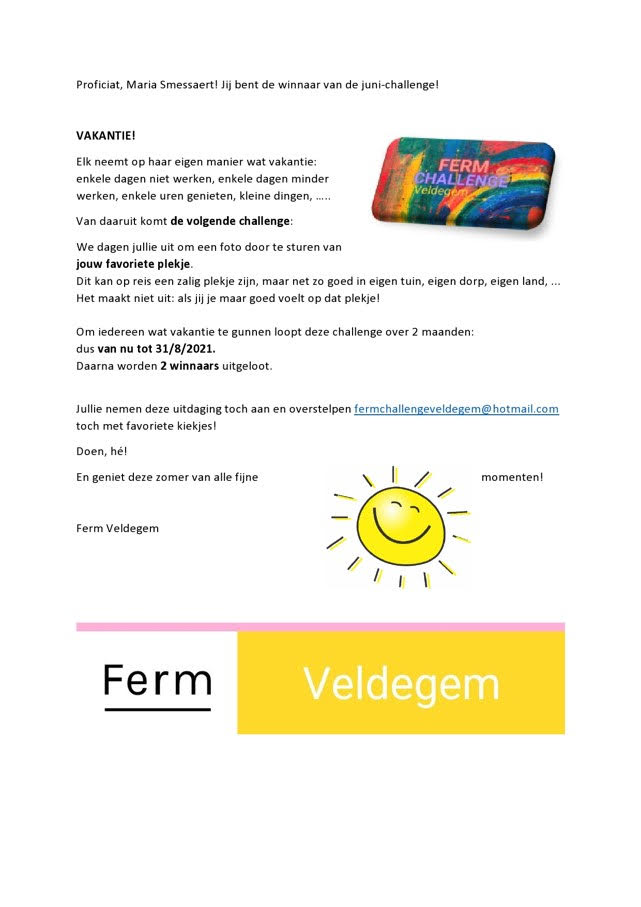 Proficiat, Maria Smessaert! Jij bent de winnaar van de juni-challenge!
VAKANTIE!
Elk neemt op haar eigen manier wat vakantie:
enkele dagen niet werken, enkele dagen minder
werken, enkele uren genieten, kleine dingen, …..
FERM
CHALLENGE
Veldegem
Van daaruit komt de volgende challenge:
We dagen jullie uit om een foto door te sturen van
jouw favoriete plekje.
Dit kan op reis een zalig plekje zijn, maar net zo goed in eigen tuin, eigen dorp, eigen land, ...
Het maakt niet uit: als jij je maar goed voelt op dat plekje!
Om iedereen wat vakantie te gunnen loopt deze challenge over 2 maanden:
dus van nu tot 31/8/2021.
Daarna worden 2 winnaars uitgeloot.
Jullie nemen deze uitdaging toch aan en overstelpen fermchallengeveldegem@hotmail.com
toch met favoriete kiekjes!
Doen, hé!
En geniet deze zomer van alle fijne momenten!
Ferm Veldegem
Ferm Veldegem